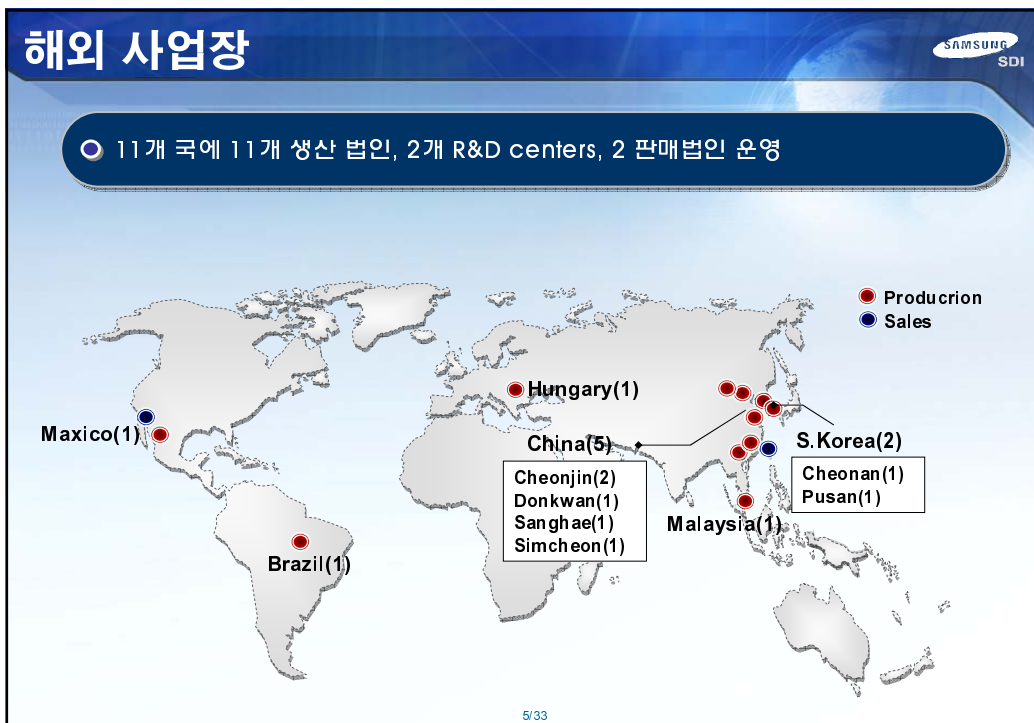 해외 사업장
SAMSUNG
SDI
11개 국에 11개 생산 법인, 2개 R&D centers, 2 판매법인 운영
Producrion
Sales
Hungary(1)
Maxico(1)
China(5)
S.Korea(2)
Cheonjin(2)
Donkwan(1)
Sanghae(1)
Simcheon(1)
Cheonan(1)
Pusan(1)
Malaysia(1)
Brazil(1)
5/33